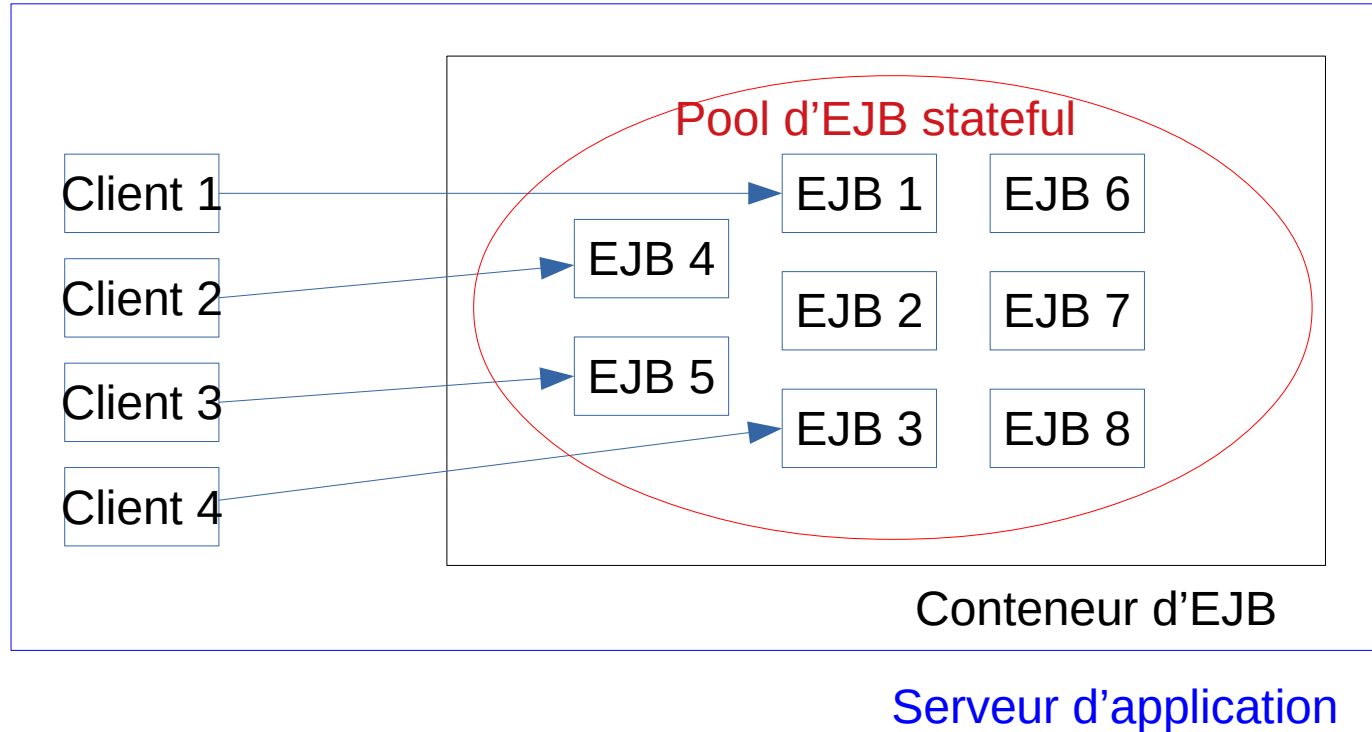 Pool d’EJB stateful
Client 1
EJB 1
EJB 6
Client 2
EJB 4
EJB 2
EJB 7
Client 3
EJB 5
EJB 3
EJB 8
Client 4
Conteneur d’EJB
Serveur d’application